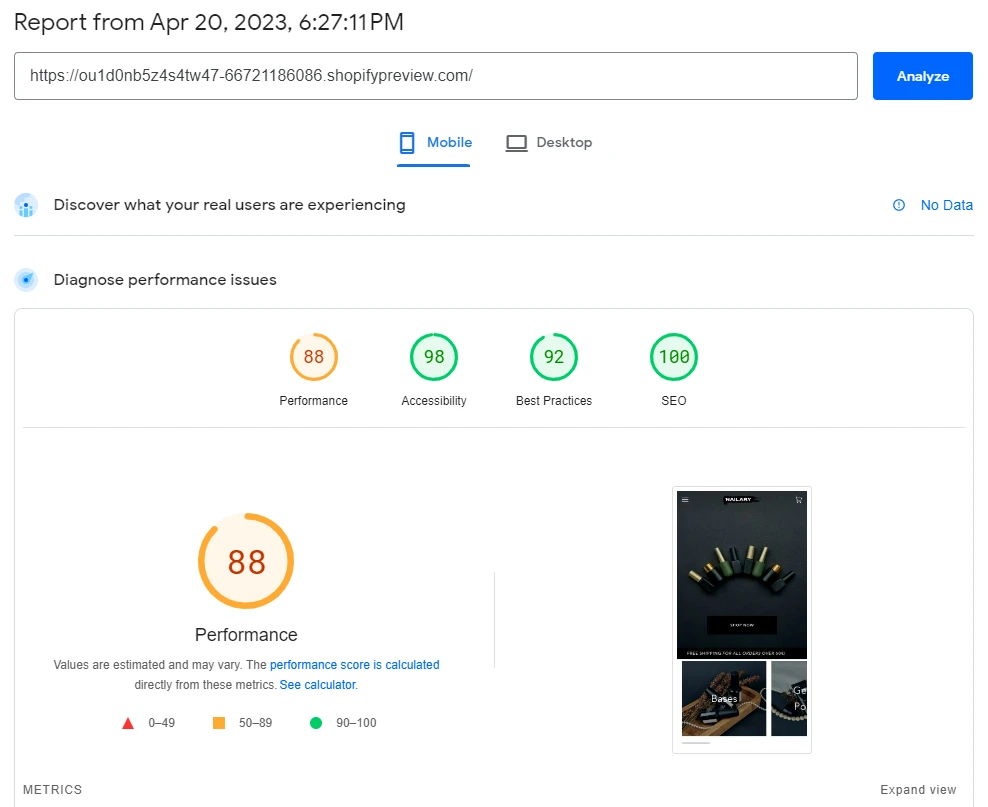 Report from Apr 20, 2023, 6:27:11 PM
https://ou1d0nb5z4s4tw47-66721186086.shopifypreview.com/
Analyze
Mobile
Desktop
Discover what your real users are experiencing
No Data
Diagnose performance issues
88
98
92
100
Performance
Accessibility
Best Practices
SEO
88
Performance
Values are estimated and may vary. The performance score is calculated
directly from these metrics. See calculator.
0–49
50–89
90–100
NAILARY
SHOP NOW
FREE SHIPPING FOR ALL ORDERS OVER 50£!
Bases
Ge
Po
METRICS
Expand view